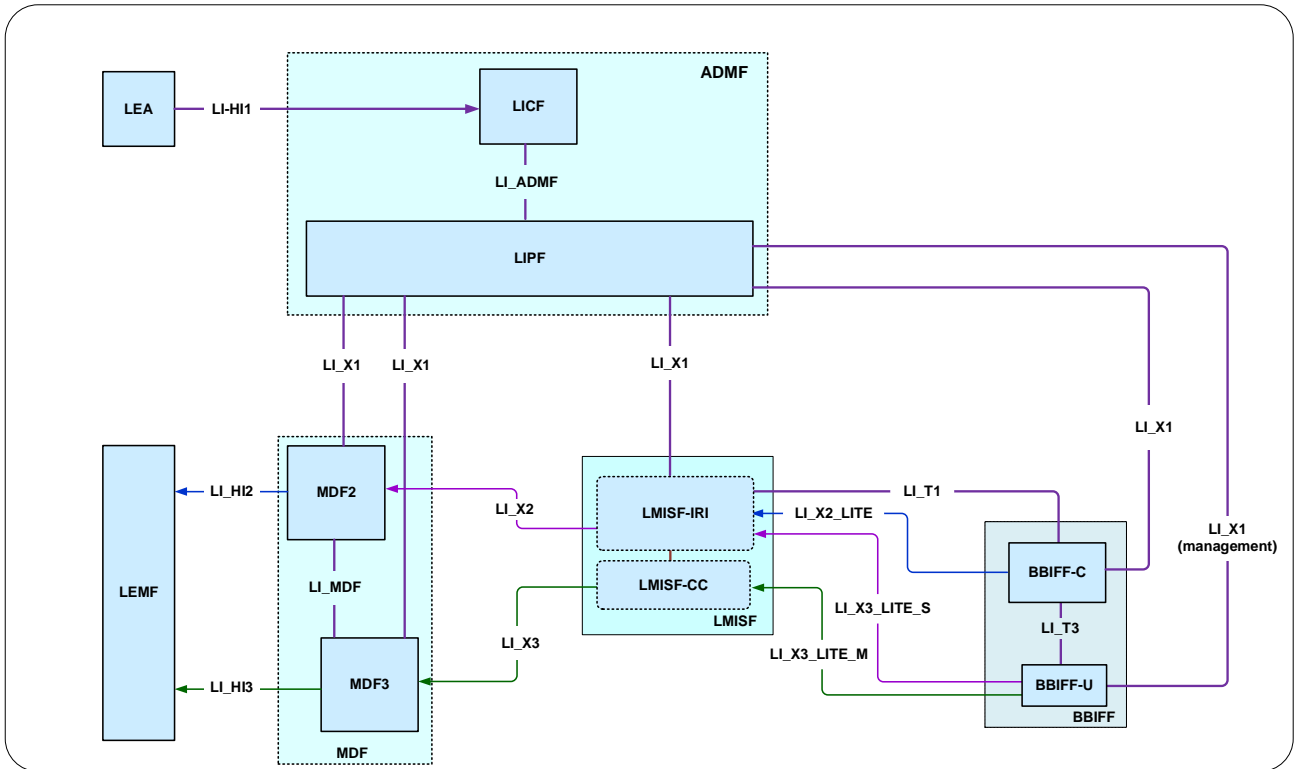 ADMF
LEA
LI-HI1
LICF
LI_ADMF
LIPF
LI_X1
LI_X1
LI_X1
LI_X1
LI_X1
(management)
LEMF
LI_HI2
MDF2
LI_X2
LMISF-IRI
LI_T1
LI_X2_LITE
LI_MDF
LMISF-CC
LMISF
BBIFF-C
LI_X3_LITE_S
LI_T3
LI_X3
LI_X3_LITE_M
LI_HI3
MDF3
BBIFF-U
BBIFF
MDF